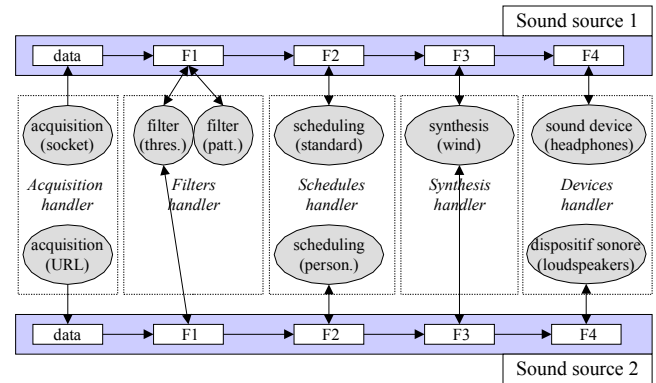 Sound source 1
data F1 F2 F3 F4
acquisition (socket)
filter (thres.)
filter (patt.)
scheduling (standard)
synthesis (wind)
sound device (headphones)
Acquisition handler
Filters handler
Schedules handler
Synthesis handler
Devices handler
acquisition (URL)
scheduling (person.)
dispositif sonore (loudspeakers)
data F1 F2 F3 F4
Sound source 2